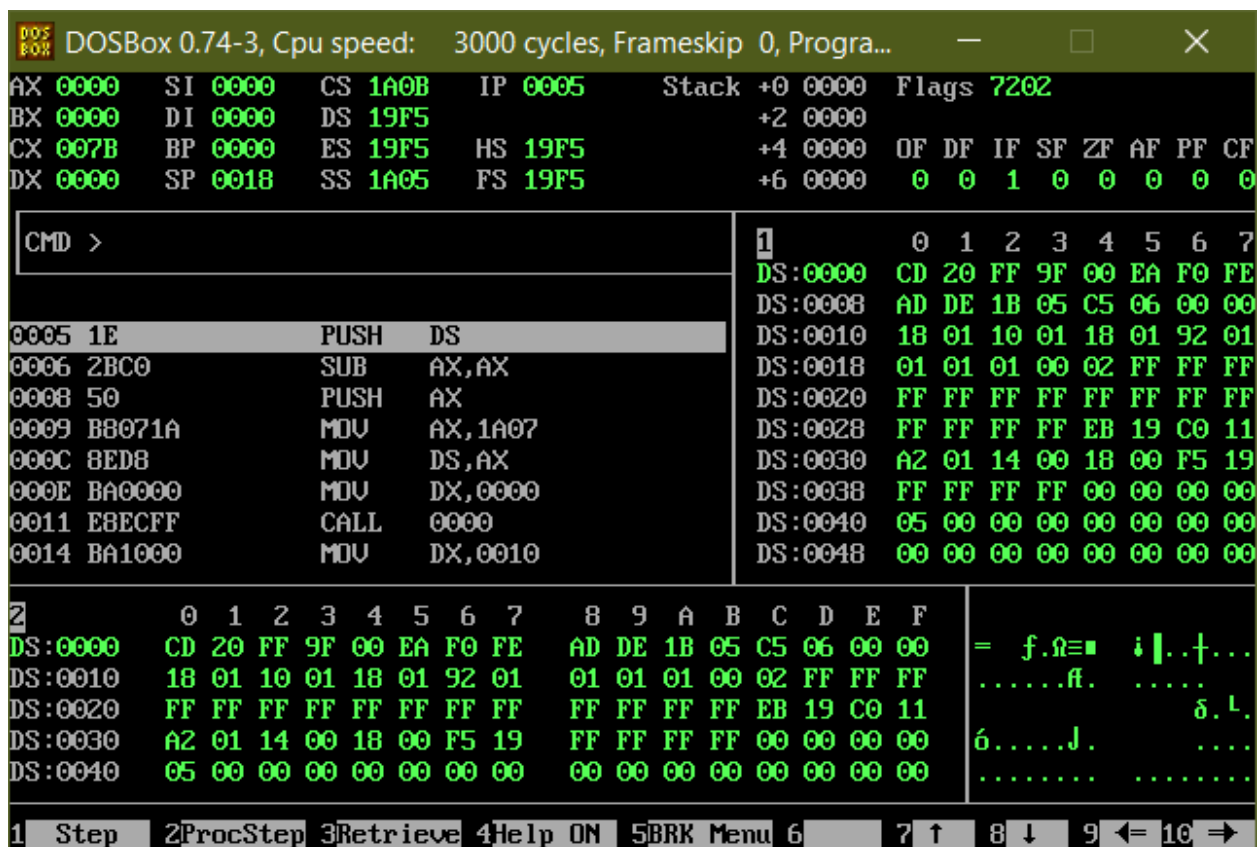 DOS BOX DOSBox 0.74-3, Cpu speed: 3000 cycles, Frameskip 0, Progra...
AX 0000 SI 0000 CS 1A0B IP 0005 Stack +0 0000 Flags 7202
BX 0000 DI 0000 DS 19F5 +2 0000
CX 007B BP 0000 ES 19F5 HS 19F5 +4 0000 OF DF IF SF ZF AF PF CF
DX 0000 SP 0018 SS 1A05 FS 19F5 +6 0000 0 0 1 0 0 0 0 0
CMD >
0005 1E PUSH DS
0006 2BC0 SUB AX,AX
0008 50 PUSH AX
0009 B8071A MOV AX,1A07
000C 8ED8 MOV DS,AX
000E BA0000 MOV DX,0000
0011 E8ECFF CALL 0000
0014 BA1000 MOV DX,0010
1 0 1 2 3 4 5 6 7
DS:0000 CD 20 FF 9F 00 EA F0 FE
DS:0008 AD DE 1B 05 C5 06 00 00
DS:0010 18 01 10 01 18 01 92 01
DS:0018 01 01 01 00 02 FF FF FF
DS:0020 FF FF FF FF FF FF FF FF
DS:0028 FF FF FF FF EB 19 C0 11
DS:0030 A2 01 14 00 18 00 F5 19
DS:0038 FF FF FF FF 00 00 00 00
DS:0040 05 00 00 00 00 00 00 00
DS:0048 00 00 00 00 00 00 00 00
2 0 1 2 3 4 5 6 7 8 9 A B C D E F
DS:0000 CD 20 FF 9F 00 EA F0 FE AD DE 1B 05 C5 06 00 00 = ƒ.Ω≡■ ¡▐..┼...
DS:0010 18 01 10 01 18 01 92 01 01 01 01 00 02 FF FF FF ......Æ. .....
DS:0020 FF FF FF FF FF FF FF FF FF FF FF FF EB 19 C0 11 δ.└.
DS:0030 A2 01 14 00 18 00 F5 19 FF FF FF FF 00 00 00 00 ó.....⌡. ....
DS:0040 05 00 00 00 00 00 00 00 00 00 00 00 00 00 00 00 ........ ........
1 Step 2ProcStep 3Retrieve 4Help ON 5BRK Menu 6 7 ↑ 8 ↓ 9 ⇐ 10 ⇒